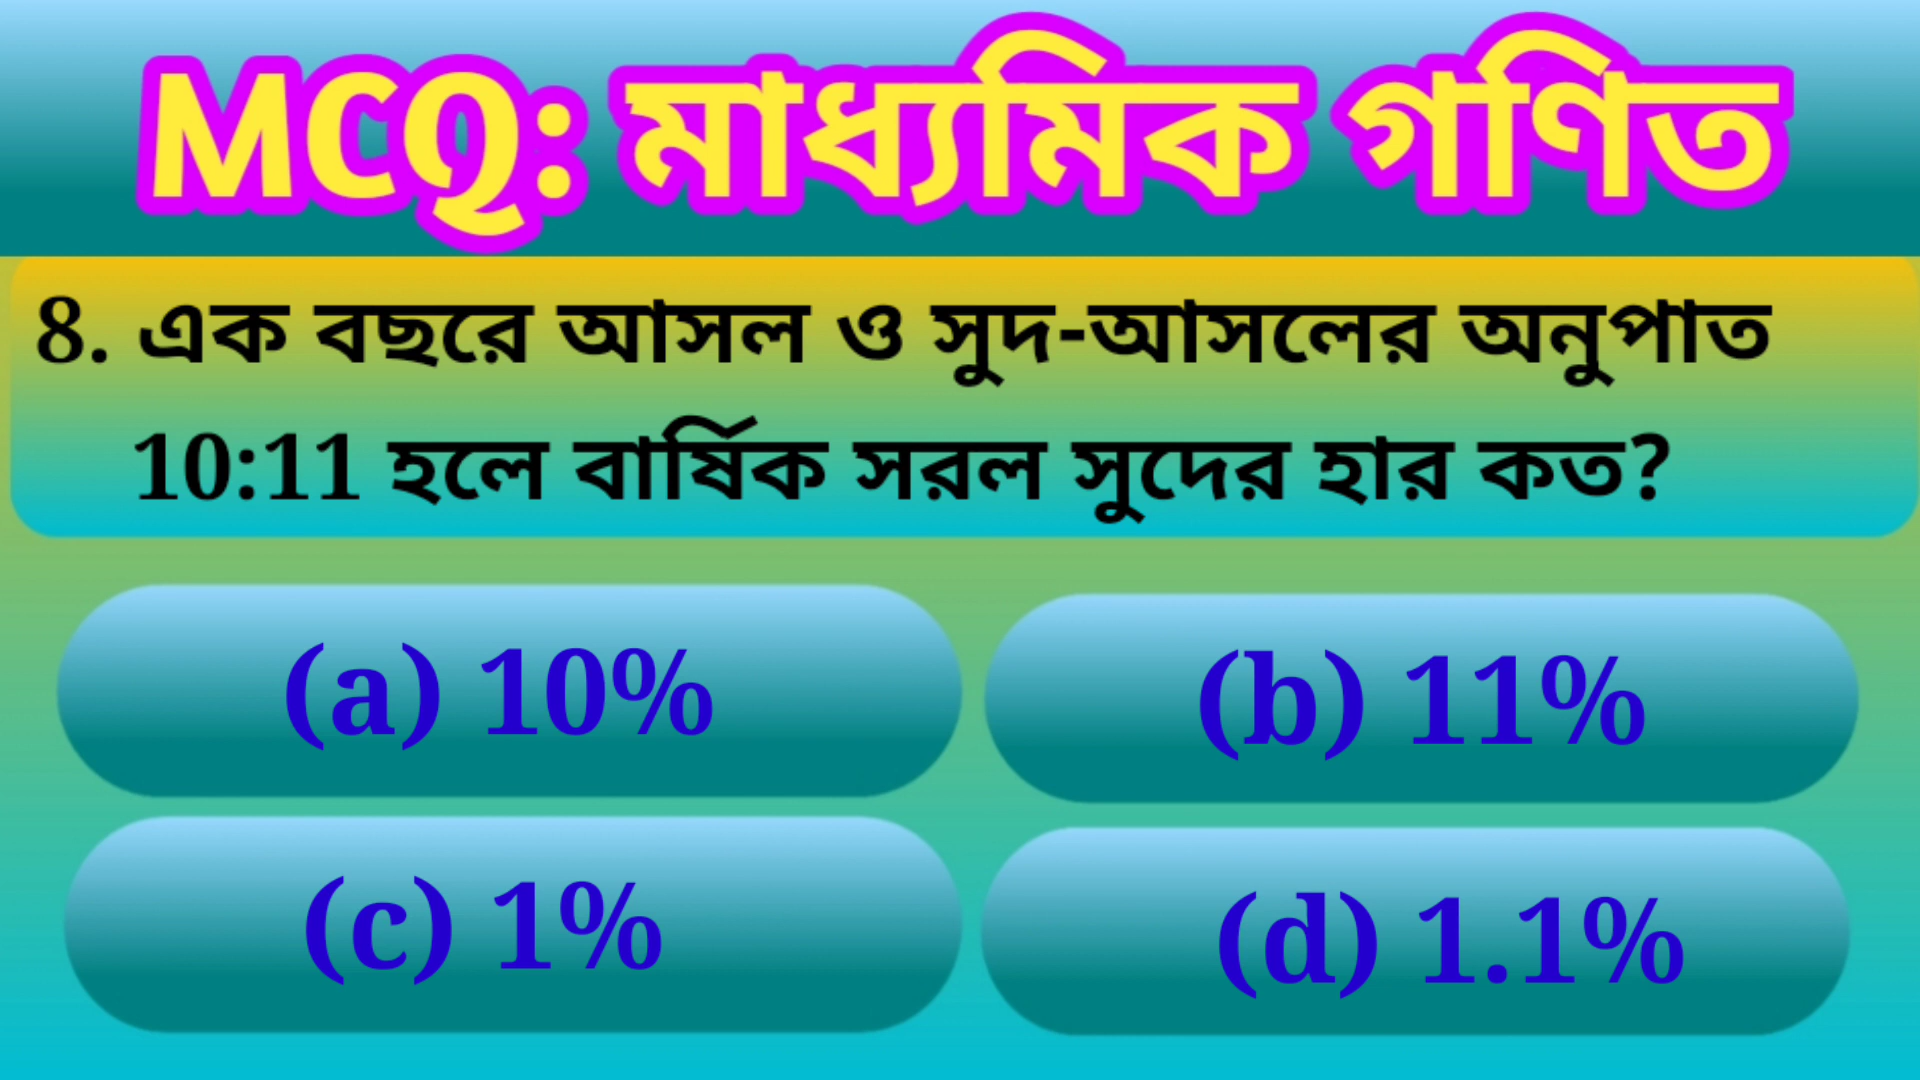 MCQ: মাধ্যমিক গণিত
8. এক বছরে আসল ও সুদ-আসলের অনুপাত
10:11 হলে বার্ষিক সরল সুদের হার কত?
(a) 10%
(b) 11%
(c) 1%
(d) 1.1%